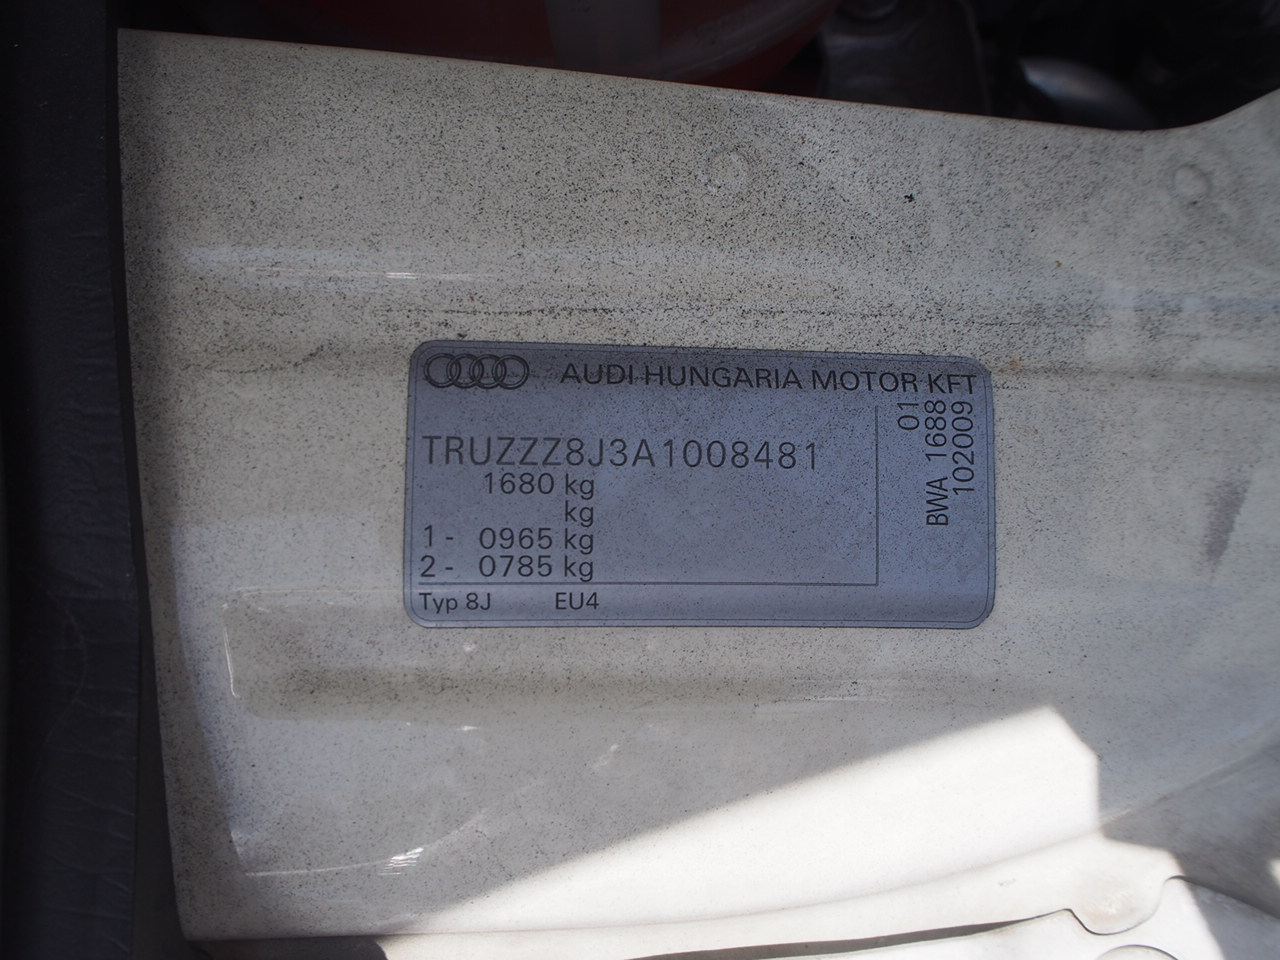 AUDI HUNGARIA MOTOR KFT
TRUZZZ8J3A1008481
1680 kg
kg
1 - 0965 kg
2 - 0785 kg
Typ 8J EU4
01
BWA 1688
102009